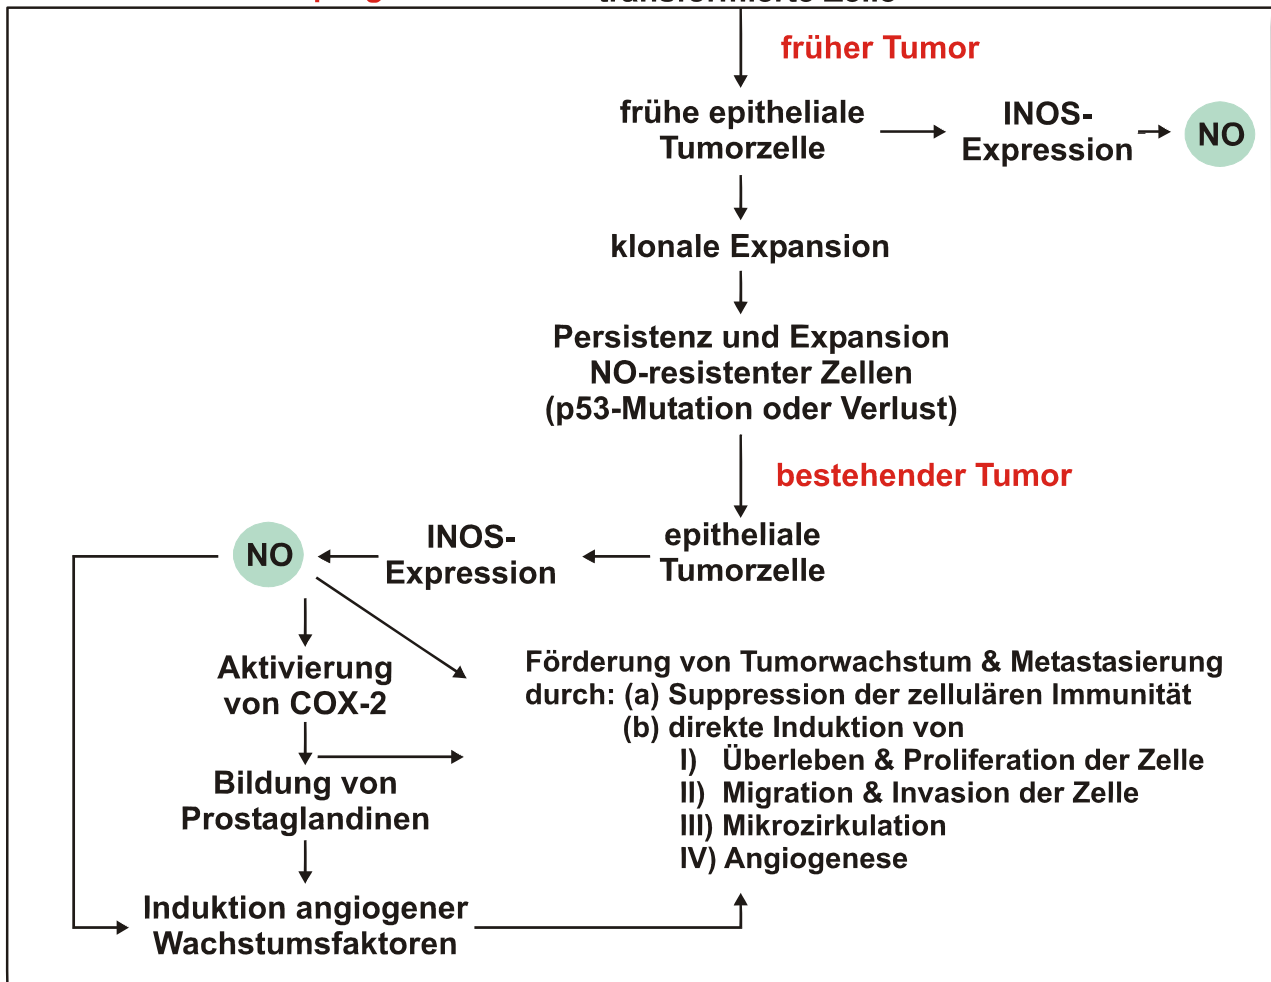 früher Tumor
frühe epitheliale
Tumorzelle
INOS-
Expression
NO
klonale Expansion
Persistenz und Expansion
NO-resistenter Zellen
(p53-Mutation oder Verlust)
bestehender Tumor
epitheliale
Tumorzelle
INOS-
Expression
NO
Aktivierung
von COX-2
Bildung von
Prostaglandinen
Induktion angiogener
Wachstumsfaktoren
Förderung von Tumorwachstum & Metastasierung
durch: (a) Suppression der zellulären Immunität
(b) direkte Induktion von
I) Überleben & Proliferation der Zelle
II) Migration & Invasion der Zelle
III) Mikrozirkulation
IV) Angiogenese